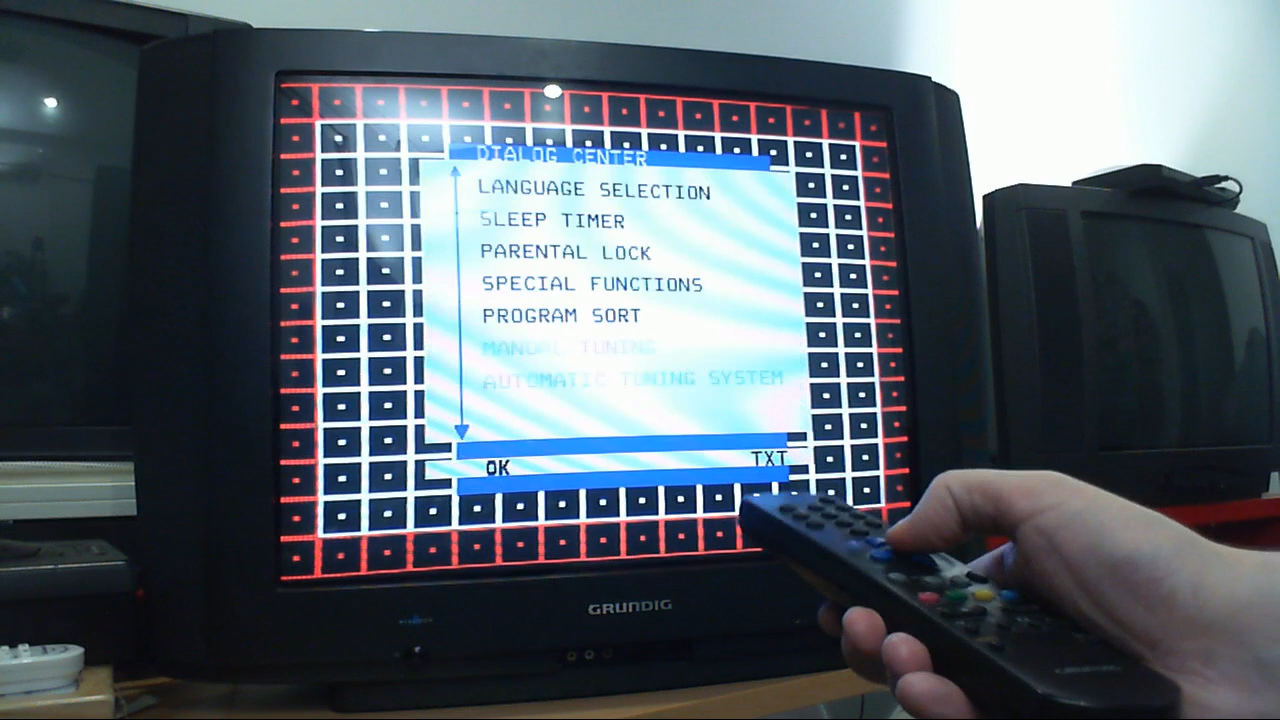 DIALOG CENTER
LANGUAGE SELECTION
SLEEP TIMER
PARENTAL LOCK
SPECIAL FUNCTIONS
PROGRAM SORT
MANUAL TUNING
AUTOMATIC TUNING SYSTEM
OK TXT
GRUNDIG
GRUNDIG